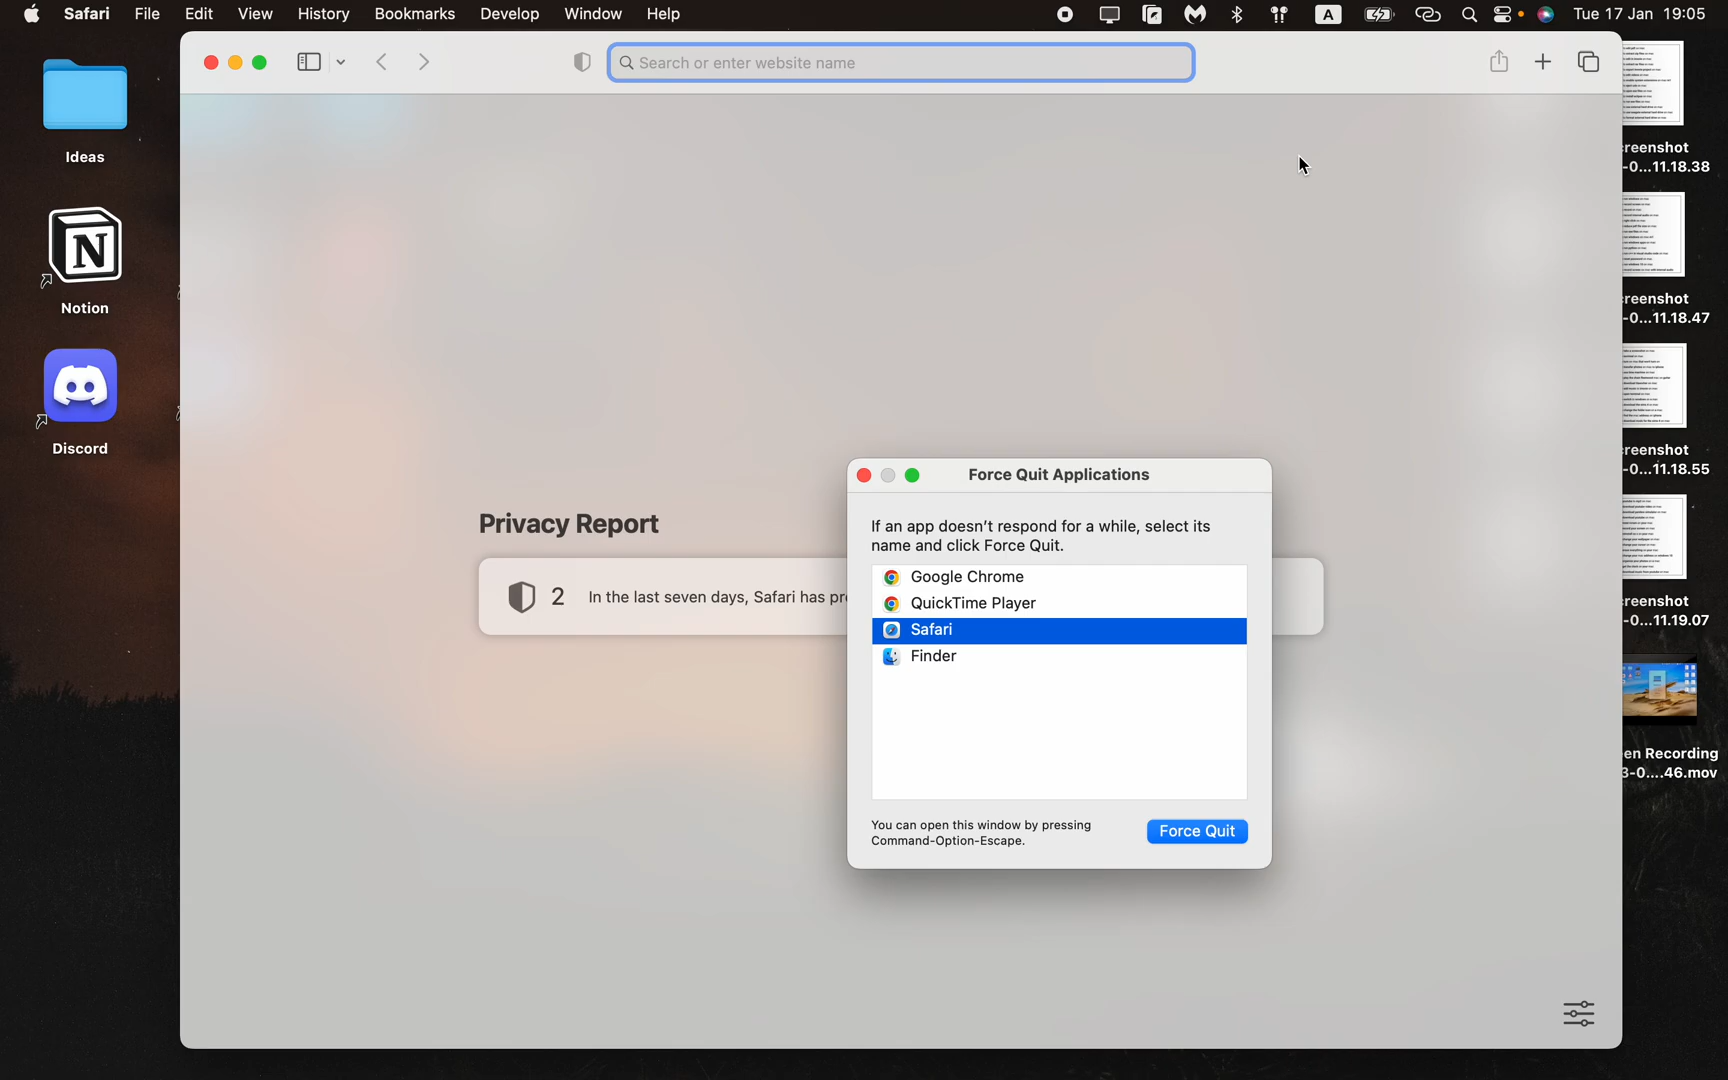 Safari File Edit View History Bookmarks Develop Window Help A Tue 17 Jan 19:05
Search or enter website name
Ideas
Notion
Discord
Privacy Report
2 In the last seven days, Safari has pr
Force Quit Applications
If an app doesn't respond for a while, select its
name and click Force Quit.
Google Chrome
QuickTime Player
Safari
Finder
You can open this window by pressing
Command-Option-Escape.
Force Quit
reenshot
-0...11.18.38
reenshot
-0...11.18.47
reenshot
-0...11.18.55
reenshot
-0...11.19.07
en Recording
3-0....46.mov